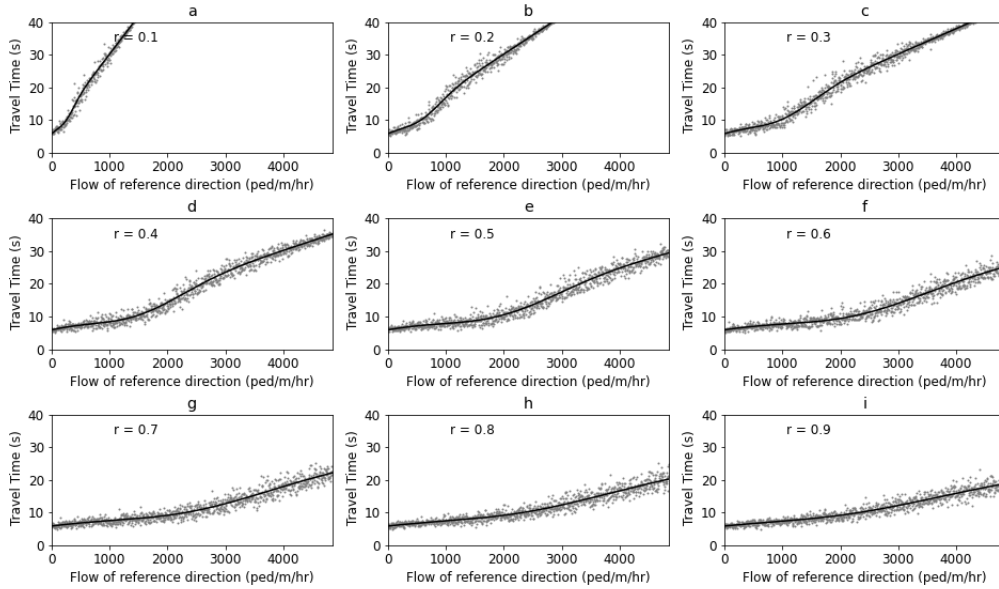 a
40
30
20
10
0
Travel Time (s)
r = 0.1
0 1000 2000 3000 4000
Flow of reference direction (ped/m/hr)
b
40
30
20
10
0
Travel Time (s)
r = 0.2
0 1000 2000 3000 4000
Flow of reference direction (ped/m/hr)
c
40
30
20
10
0
Travel Time (s)
r = 0.3
0 1000 2000 3000 4000
Flow of reference direction (ped/m/hr)
d
40
30
20
10
0
Travel Time (s)
r = 0.4
0 1000 2000 3000 4000
Flow of reference direction (ped/m/hr)
e
40
30
20
10
0
Travel Time (s)
r = 0.5
0 1000 2000 3000 4000
Flow of reference direction (ped/m/hr)
f
40
30
20
10
0
Travel Time (s)
r = 0.6
0 1000 2000 3000 4000
Flow of reference direction (ped/m/hr)
g
40
30
20
10
0
Travel Time (s)
r = 0.7
0 1000 2000 3000 4000
Flow of reference direction (ped/m/hr)
h
40
30
20
10
0
Travel Time (s)
r = 0.8
0 1000 2000 3000 4000
Flow of reference direction (ped/m/hr)
i
40
30
20
10
0
Travel Time (s)
r = 0.9
0 1000 2000 3000 4000
Flow of reference direction (ped/m/hr)